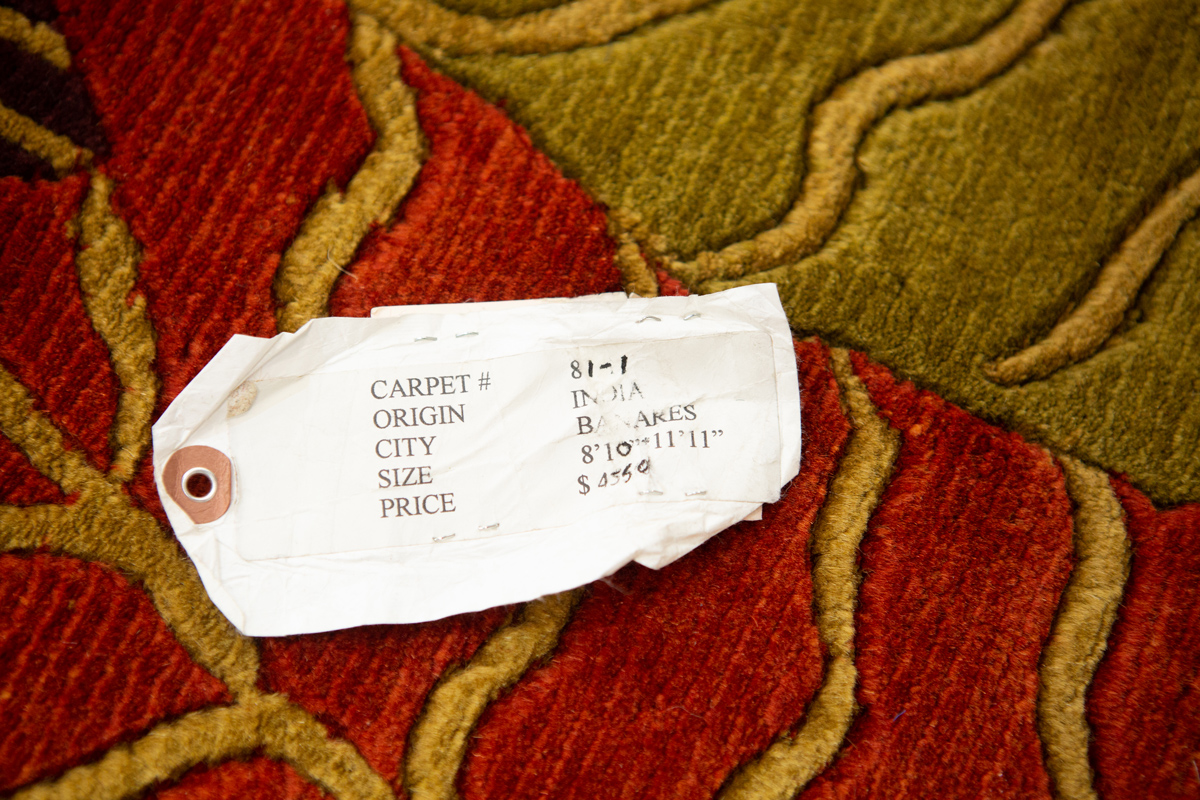 CARPET # 81-1
ORIGIN INDIA
CITY BANARES
SIZE 8'10"*11'11"
PRICE $ 4550